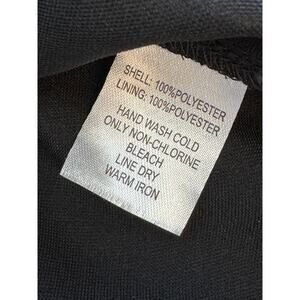 SHELL: 100%POLYESTER
LINING: 100%POLYESTER
HAND WASH COLD
ONLY NON-CHLORINE
BLEACH
LINE DRY
WARM IRON